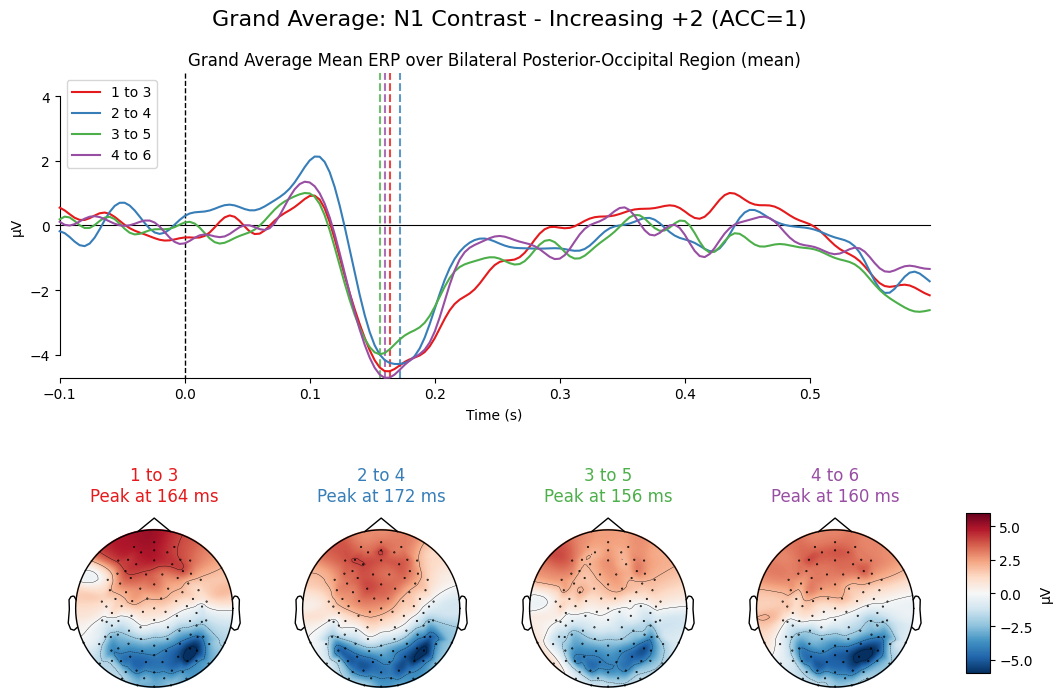 Grand Average: N1 Contrast - Increasing +2 (ACC=1)
Grand Average Mean ERP over Bilateral Posterior-Occipital Region (mean)
1 to 3
2 to 4
3 to 5
4 to 6
4
2
0
−2
−4
µV
−0.1
0.0
0.1
0.2
0.3
0.4
0.5
Time (s)
1 to 3
Peak at 164 ms
2 to 4
Peak at 172 ms
3 to 5
Peak at 156 ms
4 to 6
Peak at 160 ms
5.0
2.5
0.0
−2.5
−5.0
µV